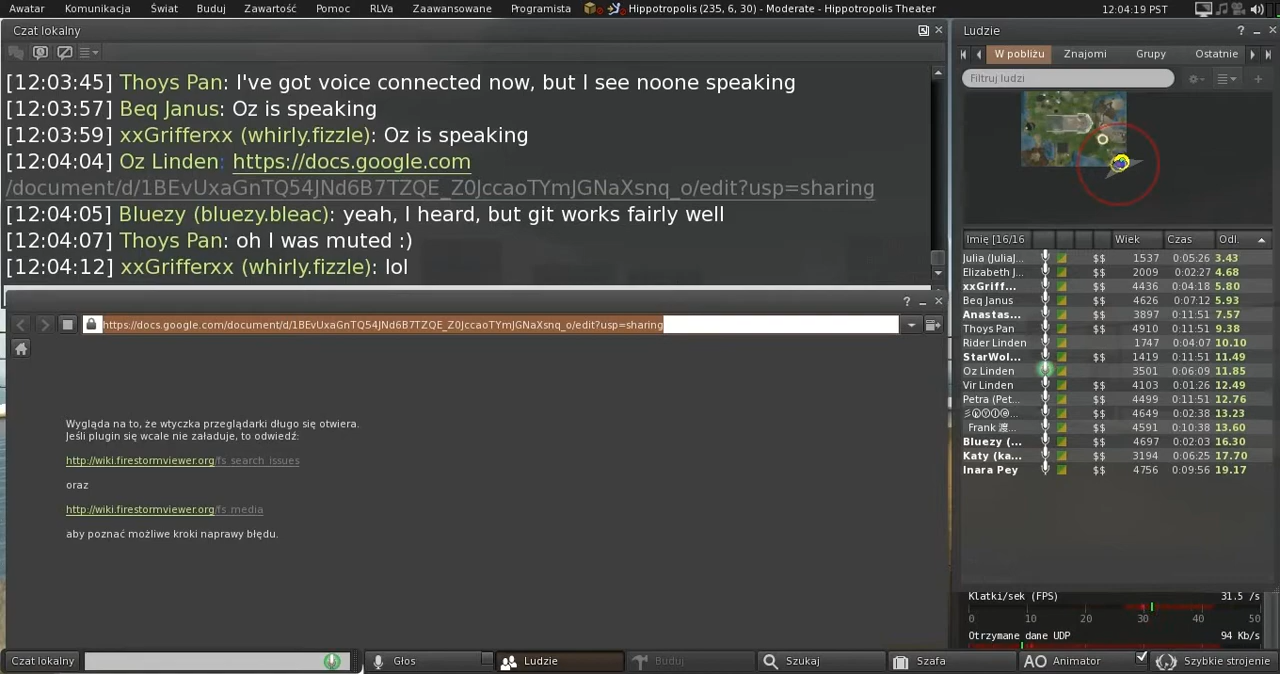 Awatar Komunikacja Świat Buduj Zawartość Pomoc RLVa Zaawansowane Programista Hippotropolis (235, 6, 30) - Moderate - Hippotropolis Theater 12:04:19 PST
Czat lokalny
[12:03:45] Thoys Pan: I've got voice connected now, but I see noone speaking
[12:03:57] Beq Janus: Oz is speaking
[12:03:59] xxGrifferxx (whirly.fizzle): Oz is speaking
[12:04:04] Oz Linden: https://docs.google.com
/document/d/1BEvUxaGnTQ54JNd6B7TZQE_Z0JccaoTYmJGNaXsnq_o/edit?usp=sharing
[12:04:05] Bluezy (bluezy.bleac): yeah, I heard, but git works fairly well
[12:04:07] Thoys Pan: oh I was muted :)
[12:04:12] xxGrifferxx (whirly.fizzle): lol
https://docs.google.com/document/d/1BEvUxaGnTQ54JNd6B7TZQE_Z0JccaoTYmJGNaXsnq_o/edit?usp=sharing
Wygląda na to, że wtyczka przeglądarki długo się otwiera.
Jeśli plugin się wcale nie załaduje, to odwiedź:
http://wiki.firestormviewer.org/fs_search_issues
oraz
http://wiki.firestormviewer.org/fs_media
aby poznać możliwe kroki naprawy błędu.
Ludzie
W pobliżu Znajomi Grupy Ostatnie
Filtruj ludzi
Imię [16/16 Wiek Czas Odl.
Julia (JuliaJ... $$ 1537 0:05:26 3.43
Elizabeth J... 2009 0:02:27 4.68
xxGriff... $$ 4436 0:04:18 5.80
Beq Janus $$ 4626 0:07:12 5.93
Anastas... $$ 3897 0:11:51 7.57
Thoys Pan $$ 4910 0:11:51 9.38
Rider Linden 1747 0:04:07 10.10
StarWol... $$ 1419 0:11:51 11.49
Oz Linden 3501 0:06:09 11.85
Vir Linden $$ 4103 0:01:26 12.49
Petra (Pet... $$ 4499 0:11:51 12.76
$$ 4649 0:02:38 13.23
Frank 渡... $$ 4591 0:10:38 13.60
Bluezy (... $$ 4697 0:02:03 16.30
Katy (ka... $$ 3194 0:06:25 17.70
Inara Pey $$ 4756 0:09:56 19.17
Klatki/sek (FPS) 31.5 /s
0 10 20 30 40 50
Otrzymane dane UDP 94 Kb/s
Czat lokalny Głos Ludzie Buduj Szukaj Szafa AO Animator Szybkie strojenie